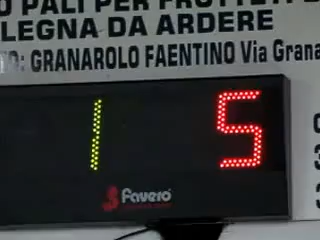 PALI PER FRUTTETI
LEGNA DA ARDERE
: GRANAROLO FAENTINO Via Grana
1 5
Favero